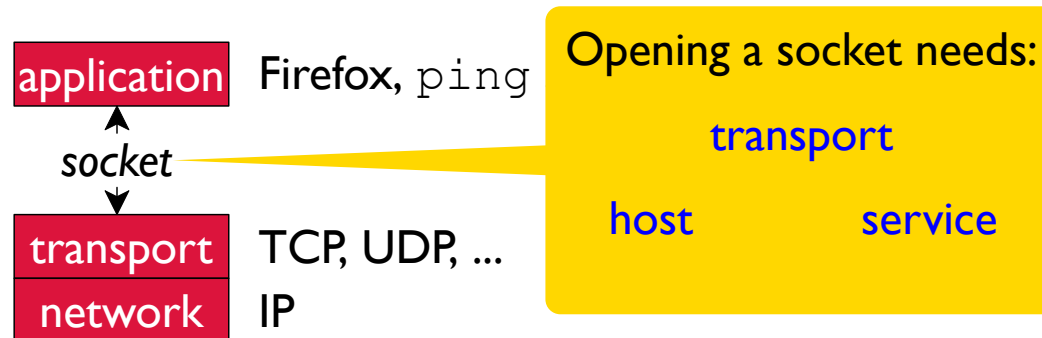 application Firefox, ping
socket
transport TCP, UDP, ...
network IP
Opening a socket needs:
transport
host service